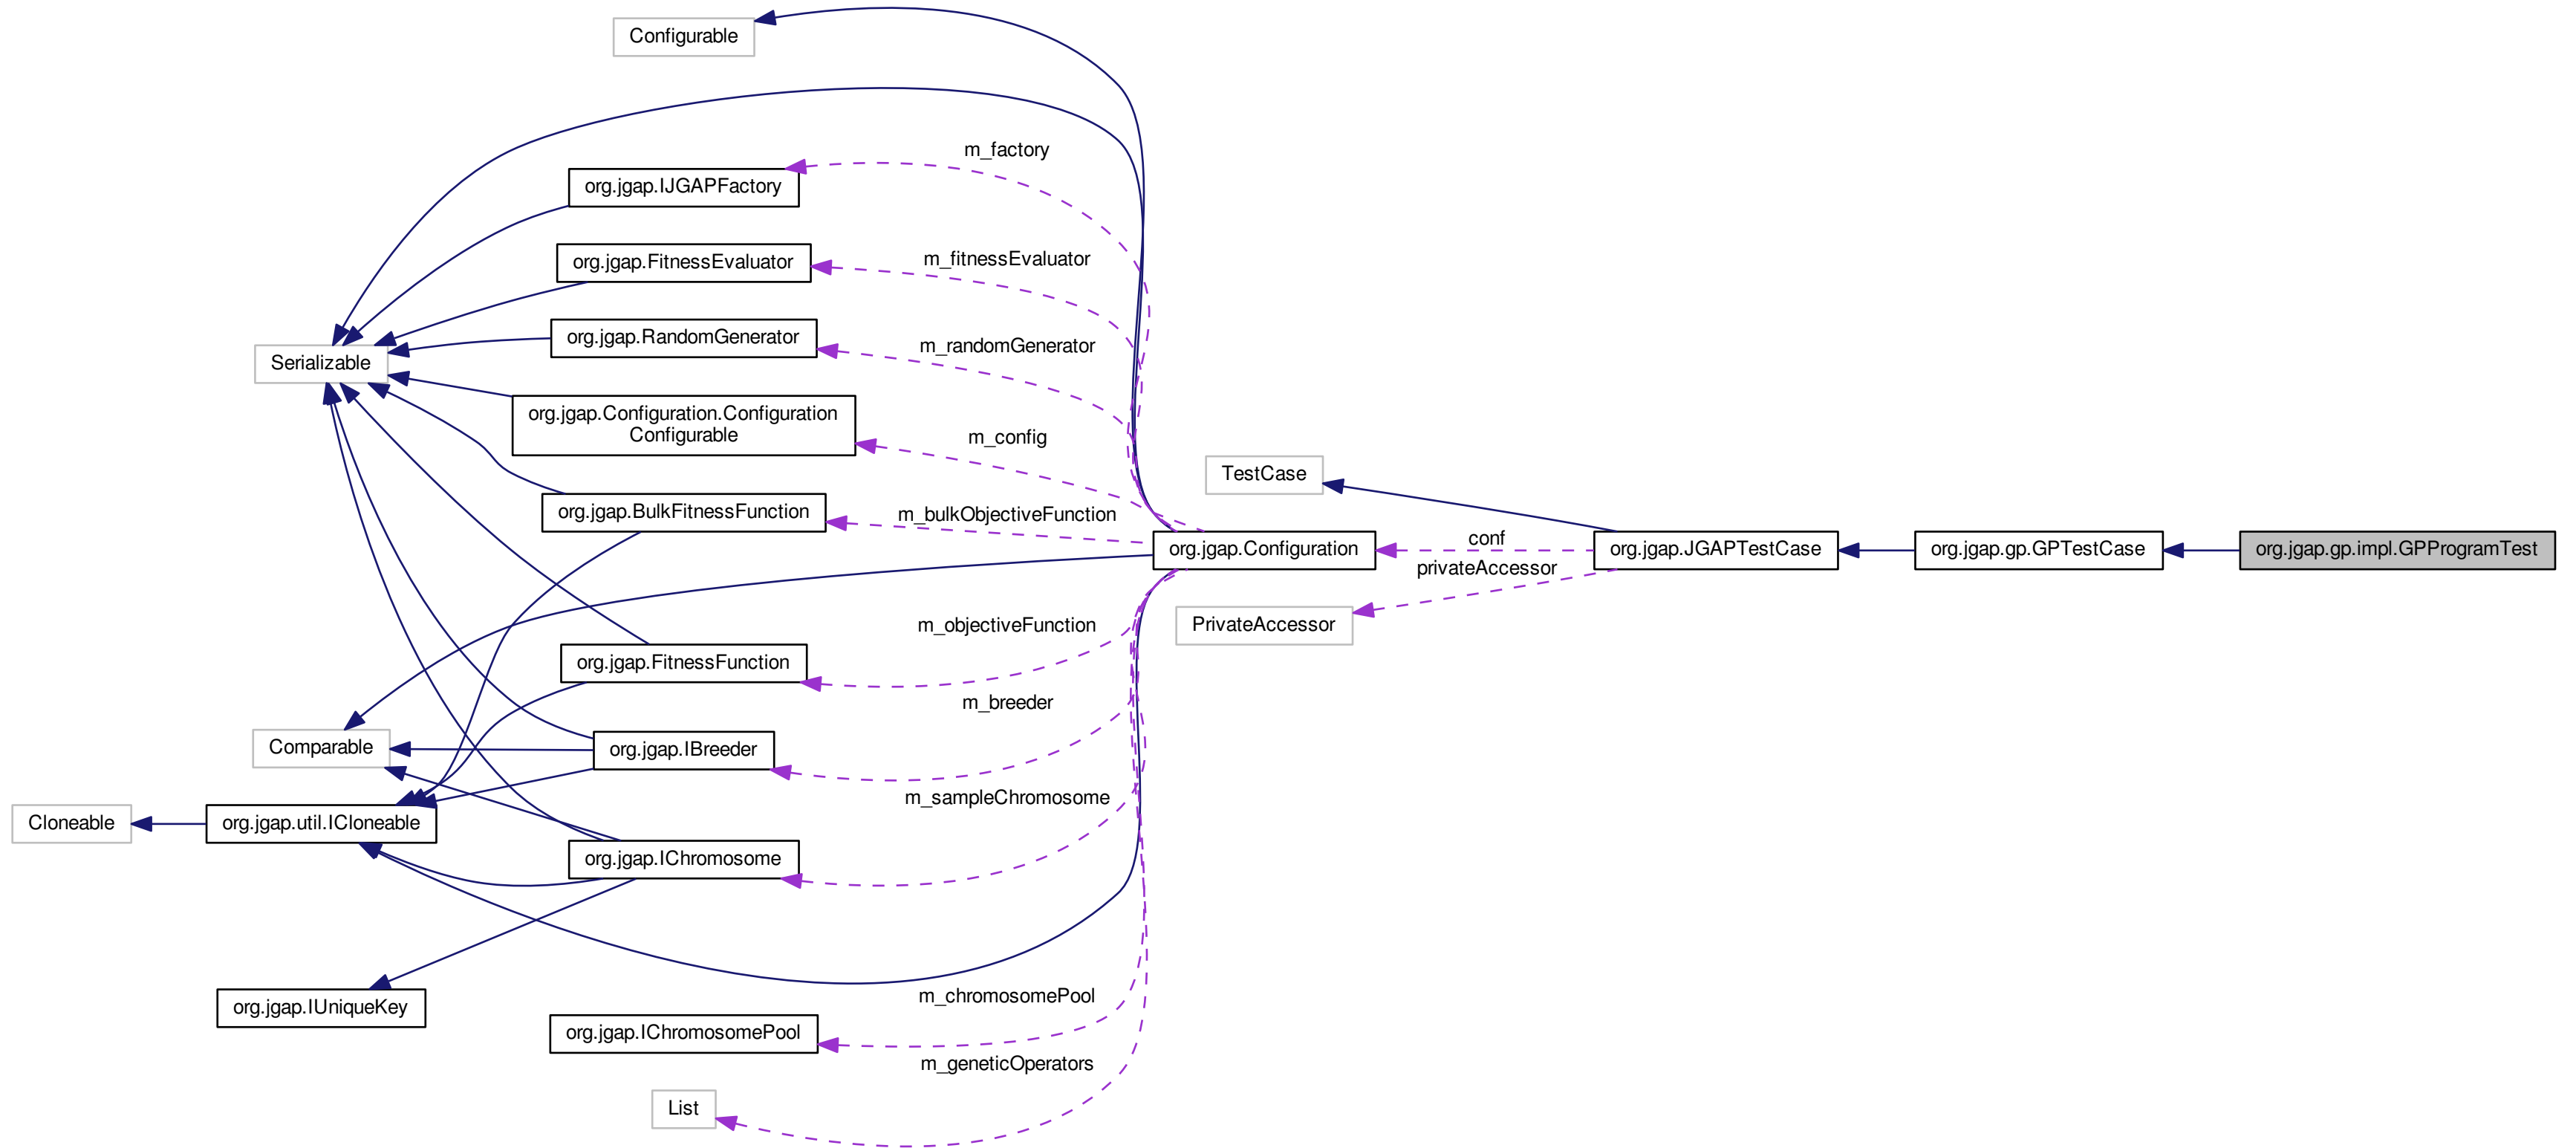 Configurable
m_factory
org.jgap.IJGAPFactory
m_fitnessEvaluator
org.jgap.FitnessEvaluator
org.jgap.RandomGenerator
m_randomGenerator
Serializable
org.jgap.Configuration.Configuration
Configurable
m_config
TestCase
org.jgap.BulkFitnessFunction
m_bulkObjectiveFunction
org.jgap.Configuration
conf
privateAccessor
org.jgap.JGAPTestCase
org.jgap.gp.GPTestCase
org.jgap.gp.impl.GPProgramTest
PrivateAccessor
m_objectiveFunction
org.jgap.FitnessFunction
m_breeder
Comparable
org.jgap.IBreeder
m_sampleChromosome
Cloneable
org.jgap.util.ICloneable
org.jgap.IChromosome
m_chromosomePool
org.jgap.IUniqueKey
org.jgap.IChromosomePool
m_geneticOperators
List